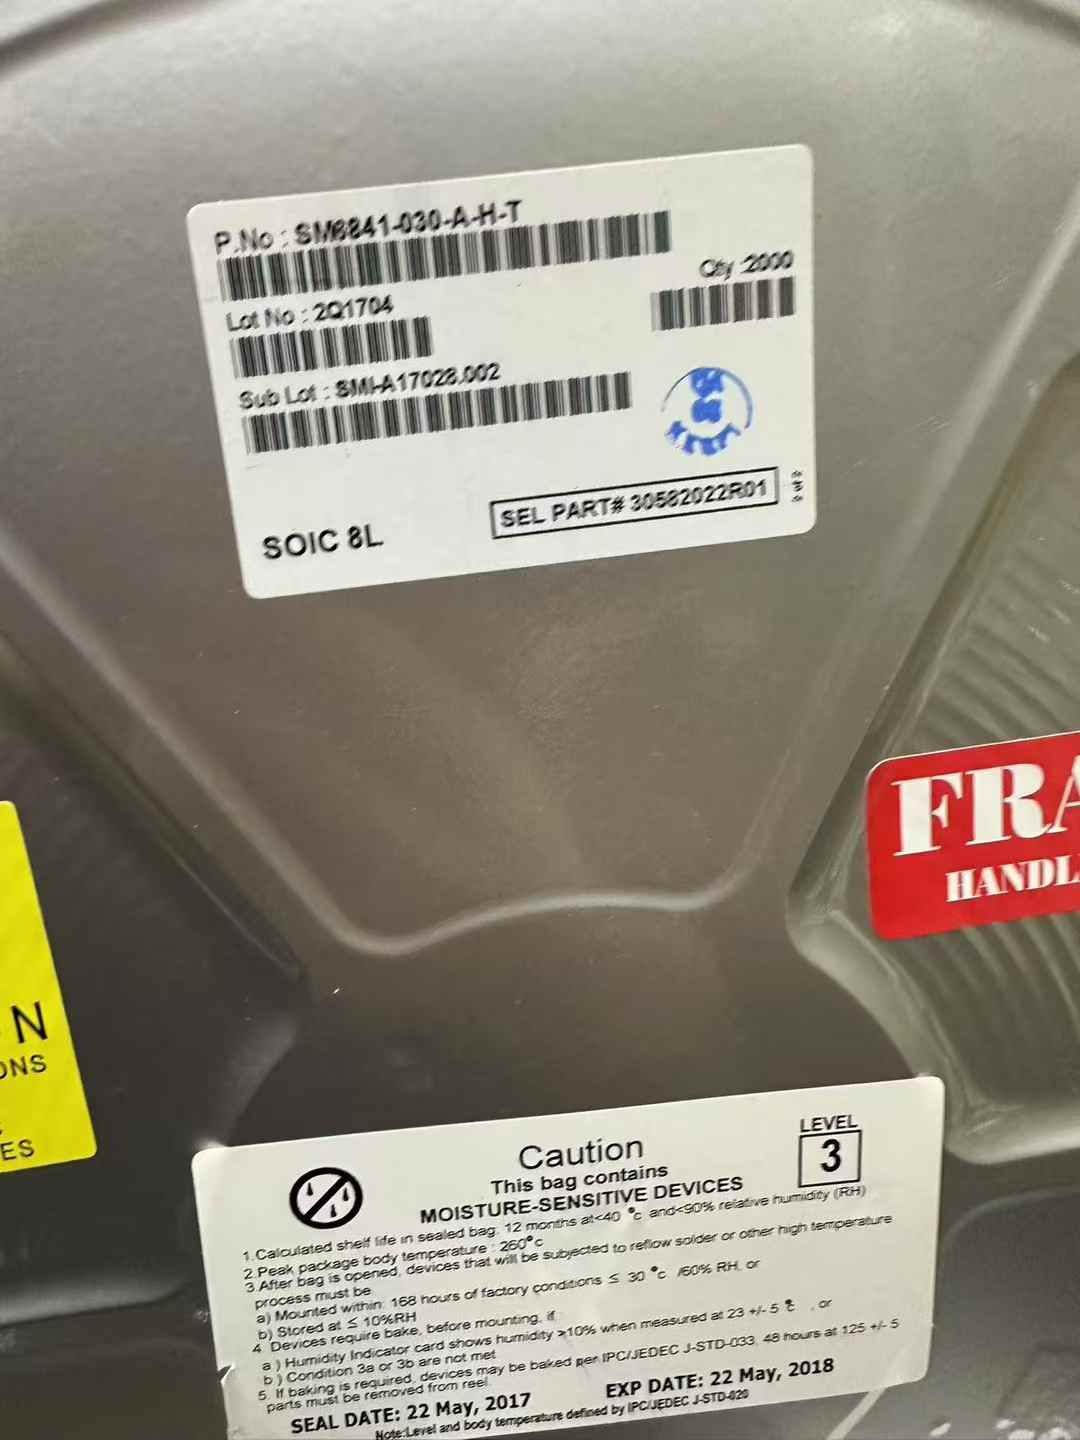 P.No : SM8841-030-A-H-T
Qty :2000
Lot No : 2Q1704
Sub Lot : SMI-A17028.002
SEL PART# 30582022R01
SOIC 8L
FRA
HANDL
N
ONS
ES
Caution
LEVEL
3
This bag contains
MOISTURE-SENSITIVE DEVICES
1.Calculated shelf life in sealed bag: 12 months at<40 °c and<90% relative humidity (RH)
2.Peak package body temperature : 260°c
3.After bag is opened, devices that will be subjected to reflow solder or other high temperature
process must be
a) Mounted within: 168 hours of factory conditions ≤ 30 °c /60% RH, or
b) Stored at ≤ 10%RH
4. Devices require bake, before mounting, if:
a ) Humidity Indicator card shows humidity >10% when measured at 23 +/- 5 ℃ , or
b ) Condition 3a or 3b are not met
5. If baking is required, devices may be baked per IPC/JEDEC J-STD-033, 48 hours at 125 +/- 5
parts must be removed from reel
SEAL DATE: 22 May, 2017
EXP DATE: 22 May, 2018
Note:Level and body temperature defined by IPC/JEDEC J-STD-020